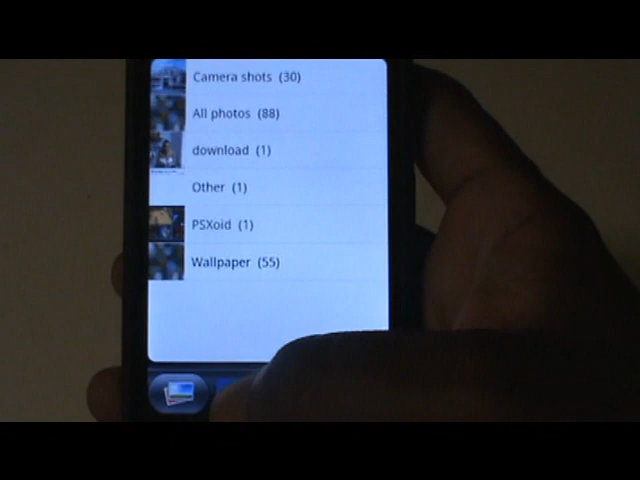 Camera shots (30)
All photos (88)
download (1)
Other (1)
PSXoid (1)
Wallpaper (55)